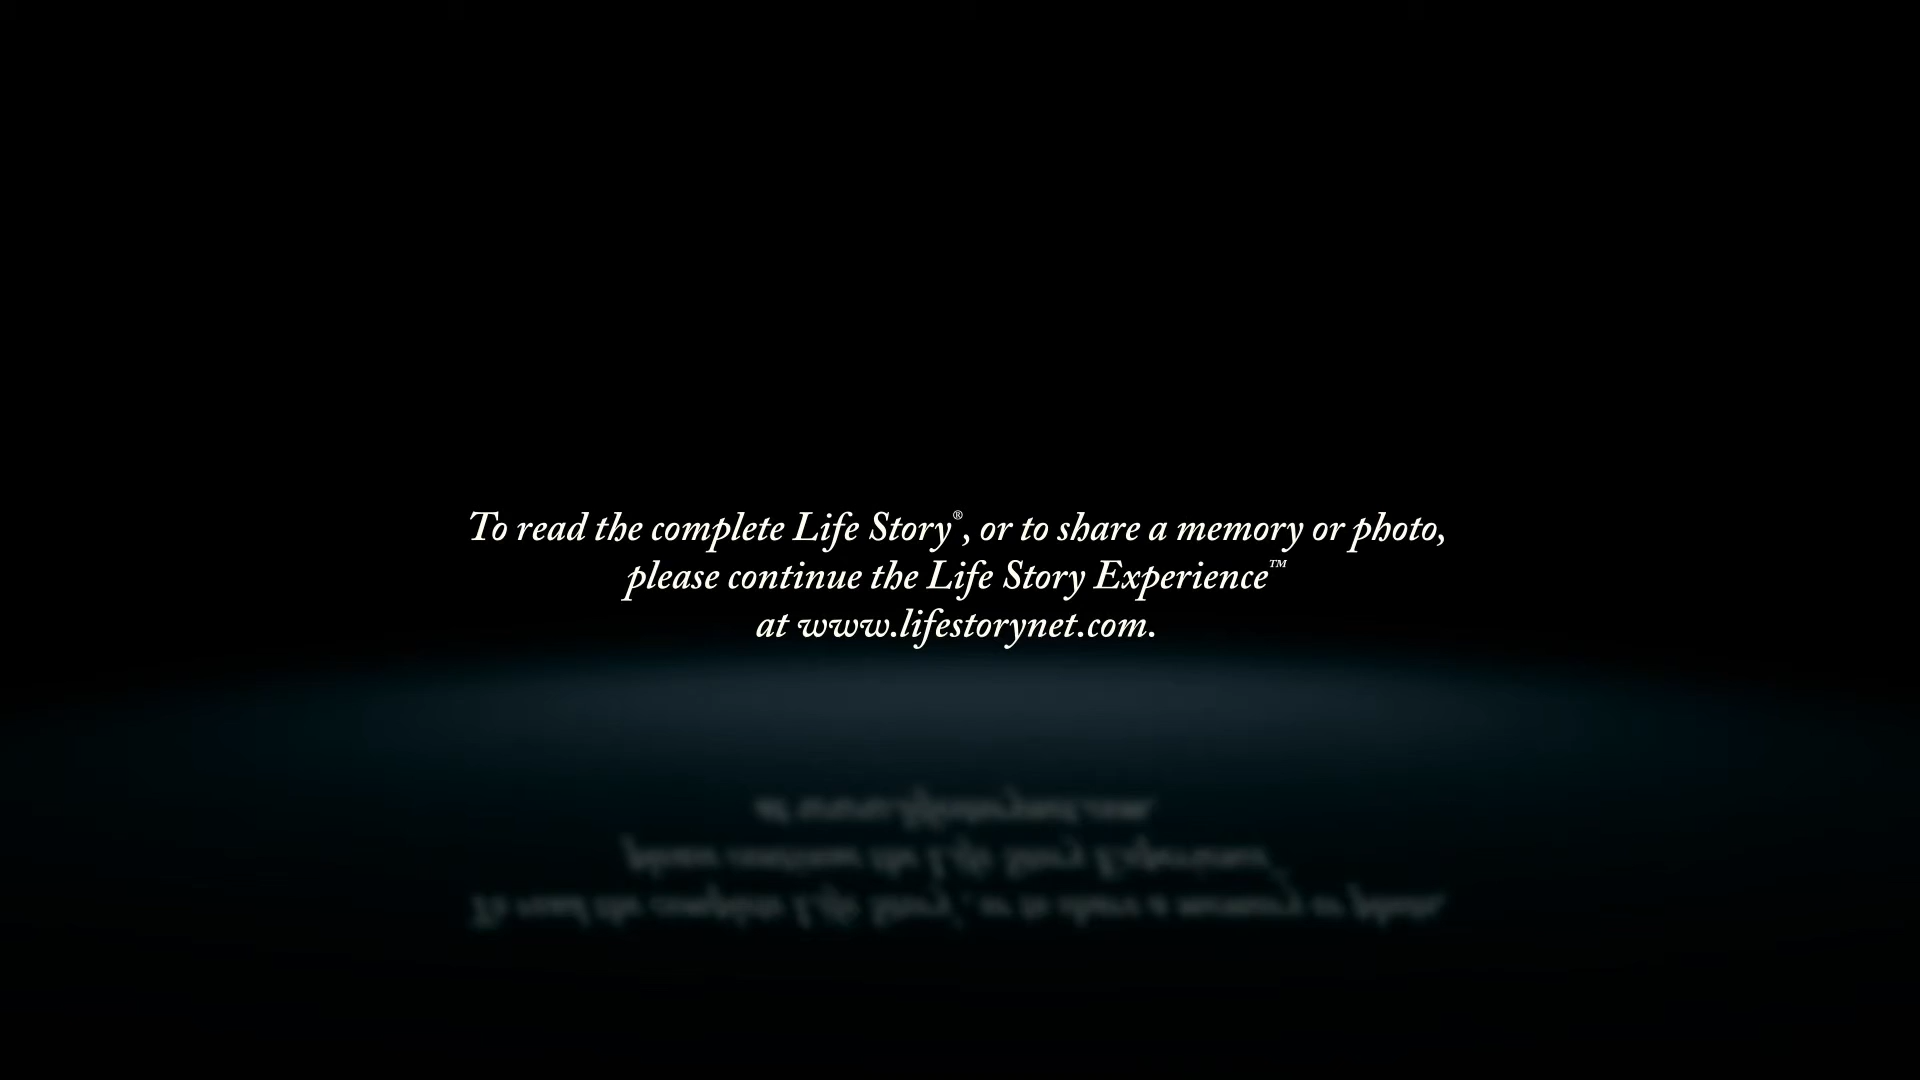 To read the complete Life Story®, or to share a memory or photo,
please continue the Life Story Experience™
at www.lifestorynet.com.